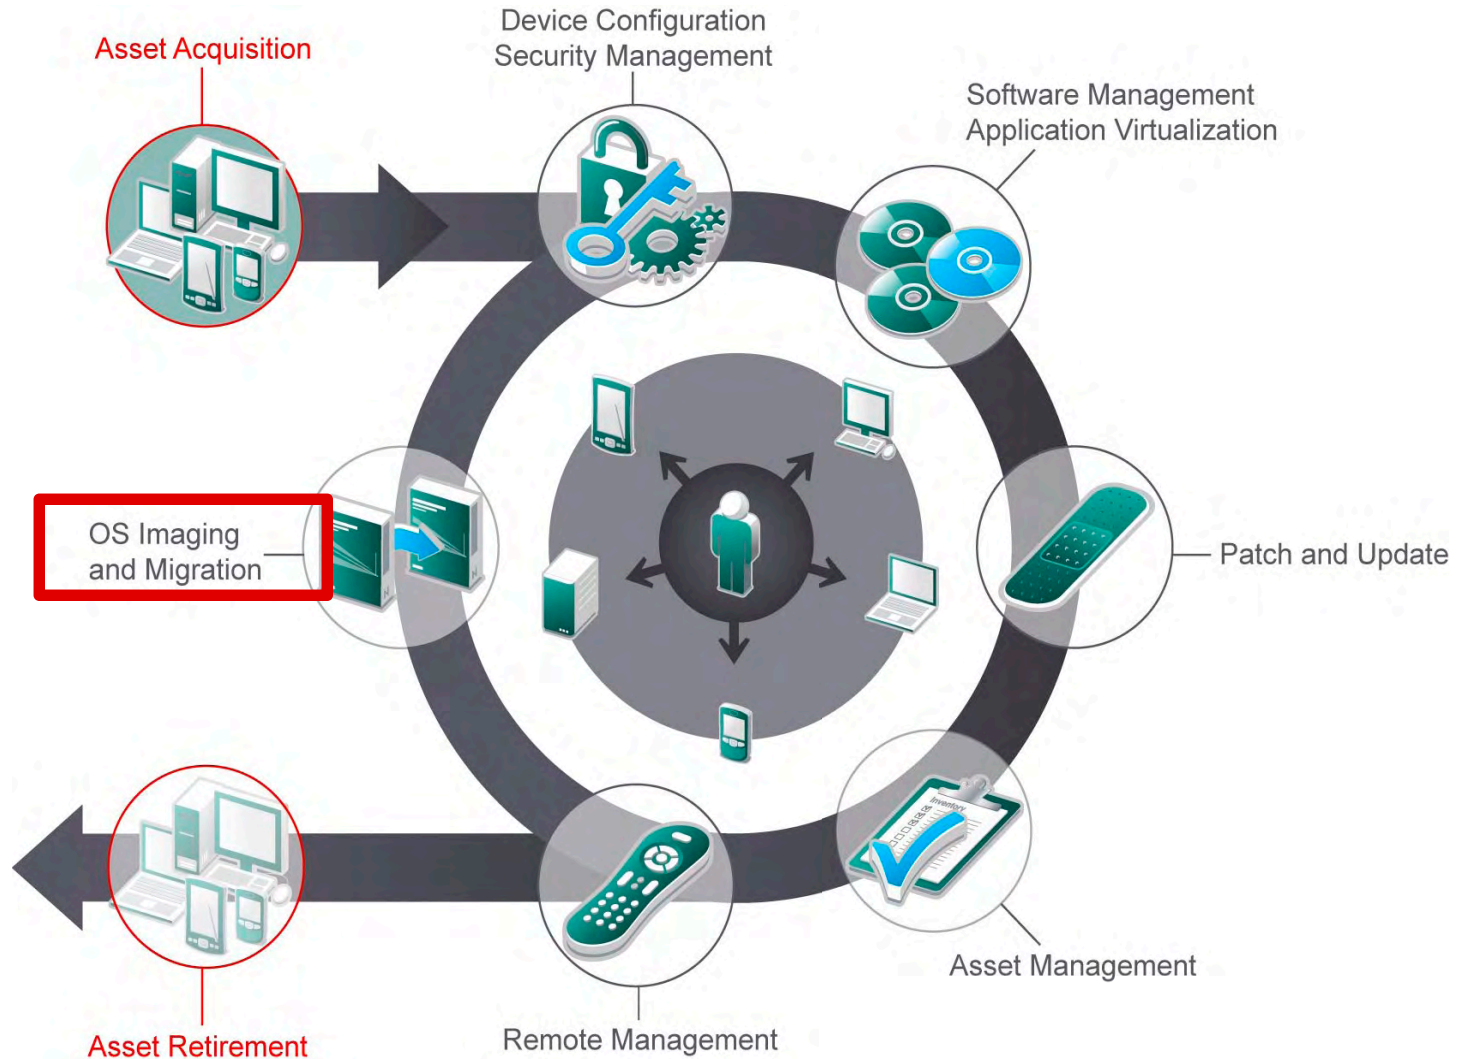 Asset Acquisition
Device Configuration
Security Management
Software Management
Application Virtualization
OS Imaging
and Migration
Patch and Update
Inventory
Asset Management
Remote Management
Asset Retirement